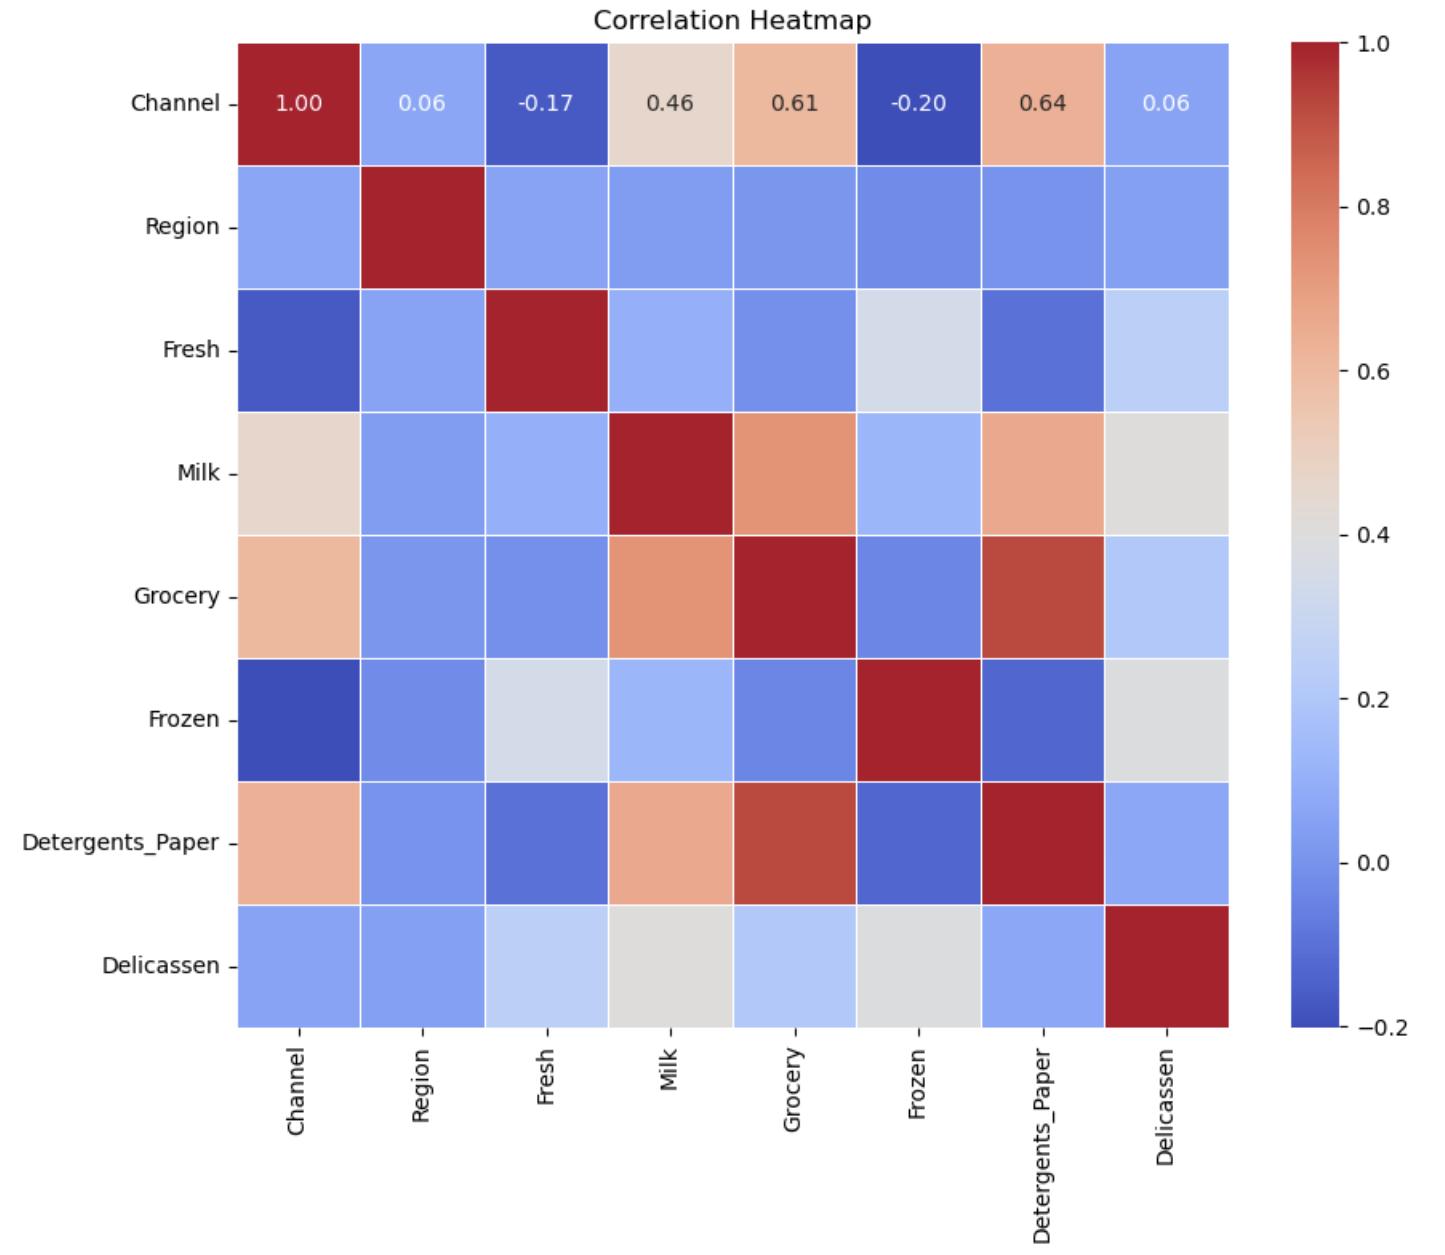 Correlation Heatmap
Channel
1.00 0.06 -0.17 0.46 0.61 -0.20 0.64 0.06
Region
Fresh
Milk
Grocery
Frozen
Detergents_Paper
Delicassen
Channel
Region
Fresh
Milk
Grocery
Frozen
Detergents_Paper
Delicassen
1.0
0.8
0.6
0.4
0.2
0.0
−0.2